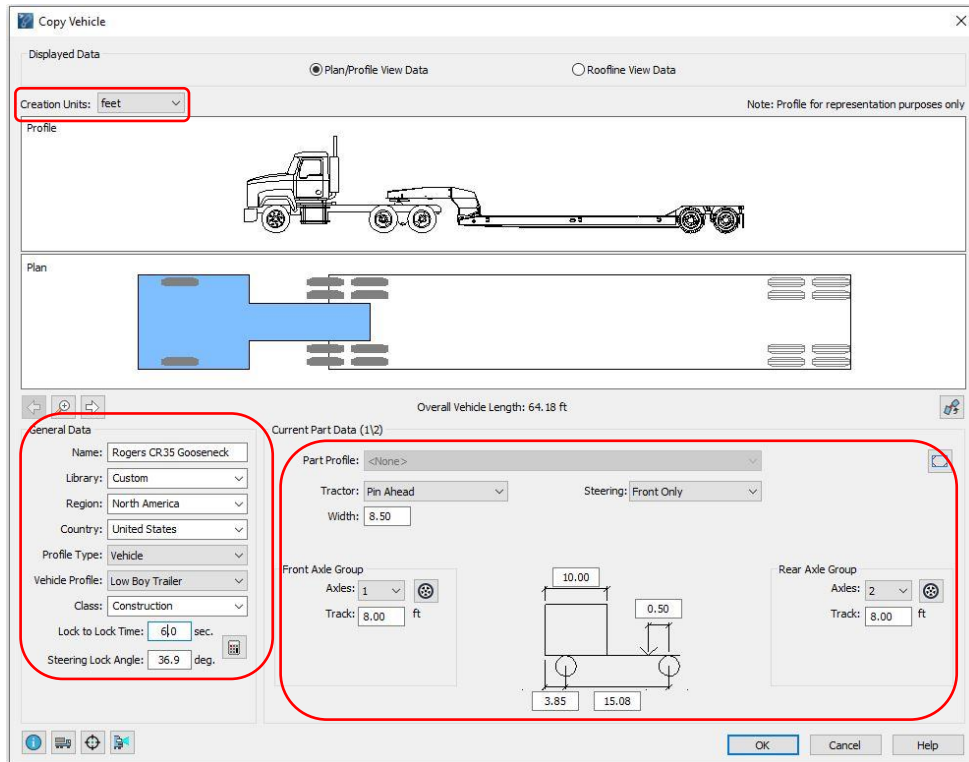 Copy Vehicle
Displayed Data
Plan/Profile View Data
Roofline View Data
Creation Units: feet
Note: Profile for representation purposes only
Profile
Plan
Overall Vehicle Length: 64.18 ft
General Data
Name: Rogers CR35 Gooseneck
Library: Custom
Region: North America
Country: United States
Profile Type: Vehicle
Vehicle Profile: Low Boy Trailer
Class: Construction
Lock to Lock Time: 6.0 sec.
Steering Lock Angle: 36.9 deg.
Current Part Data (1\2)
Part Profile: <None>
Tractor: Pin Ahead
Steering: Front Only
Width: 8.50
Front Axle Group
Axles: 1
Track: 8.00 ft
10.00
0.50
3.85
15.08
Rear Axle Group
Axles: 2
Track: 8.00 ft
OK
Cancel
Help